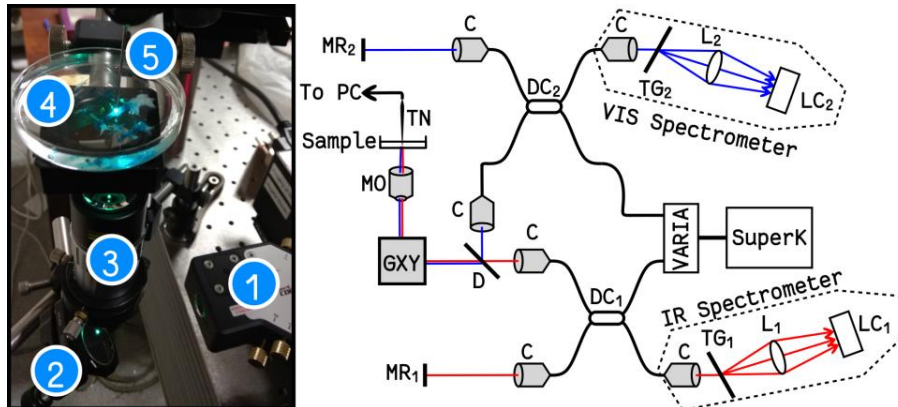 5
4
3
1
2
MR2
C
C
L2
TG2
LC2
VIS Spectrometer
DC2
To PC
TN
Sample
MO
C
GXY
D
C
VARIA
SuperK
DC1
IR Spectrometer
TG1
L1
LC1
MR1
C
C